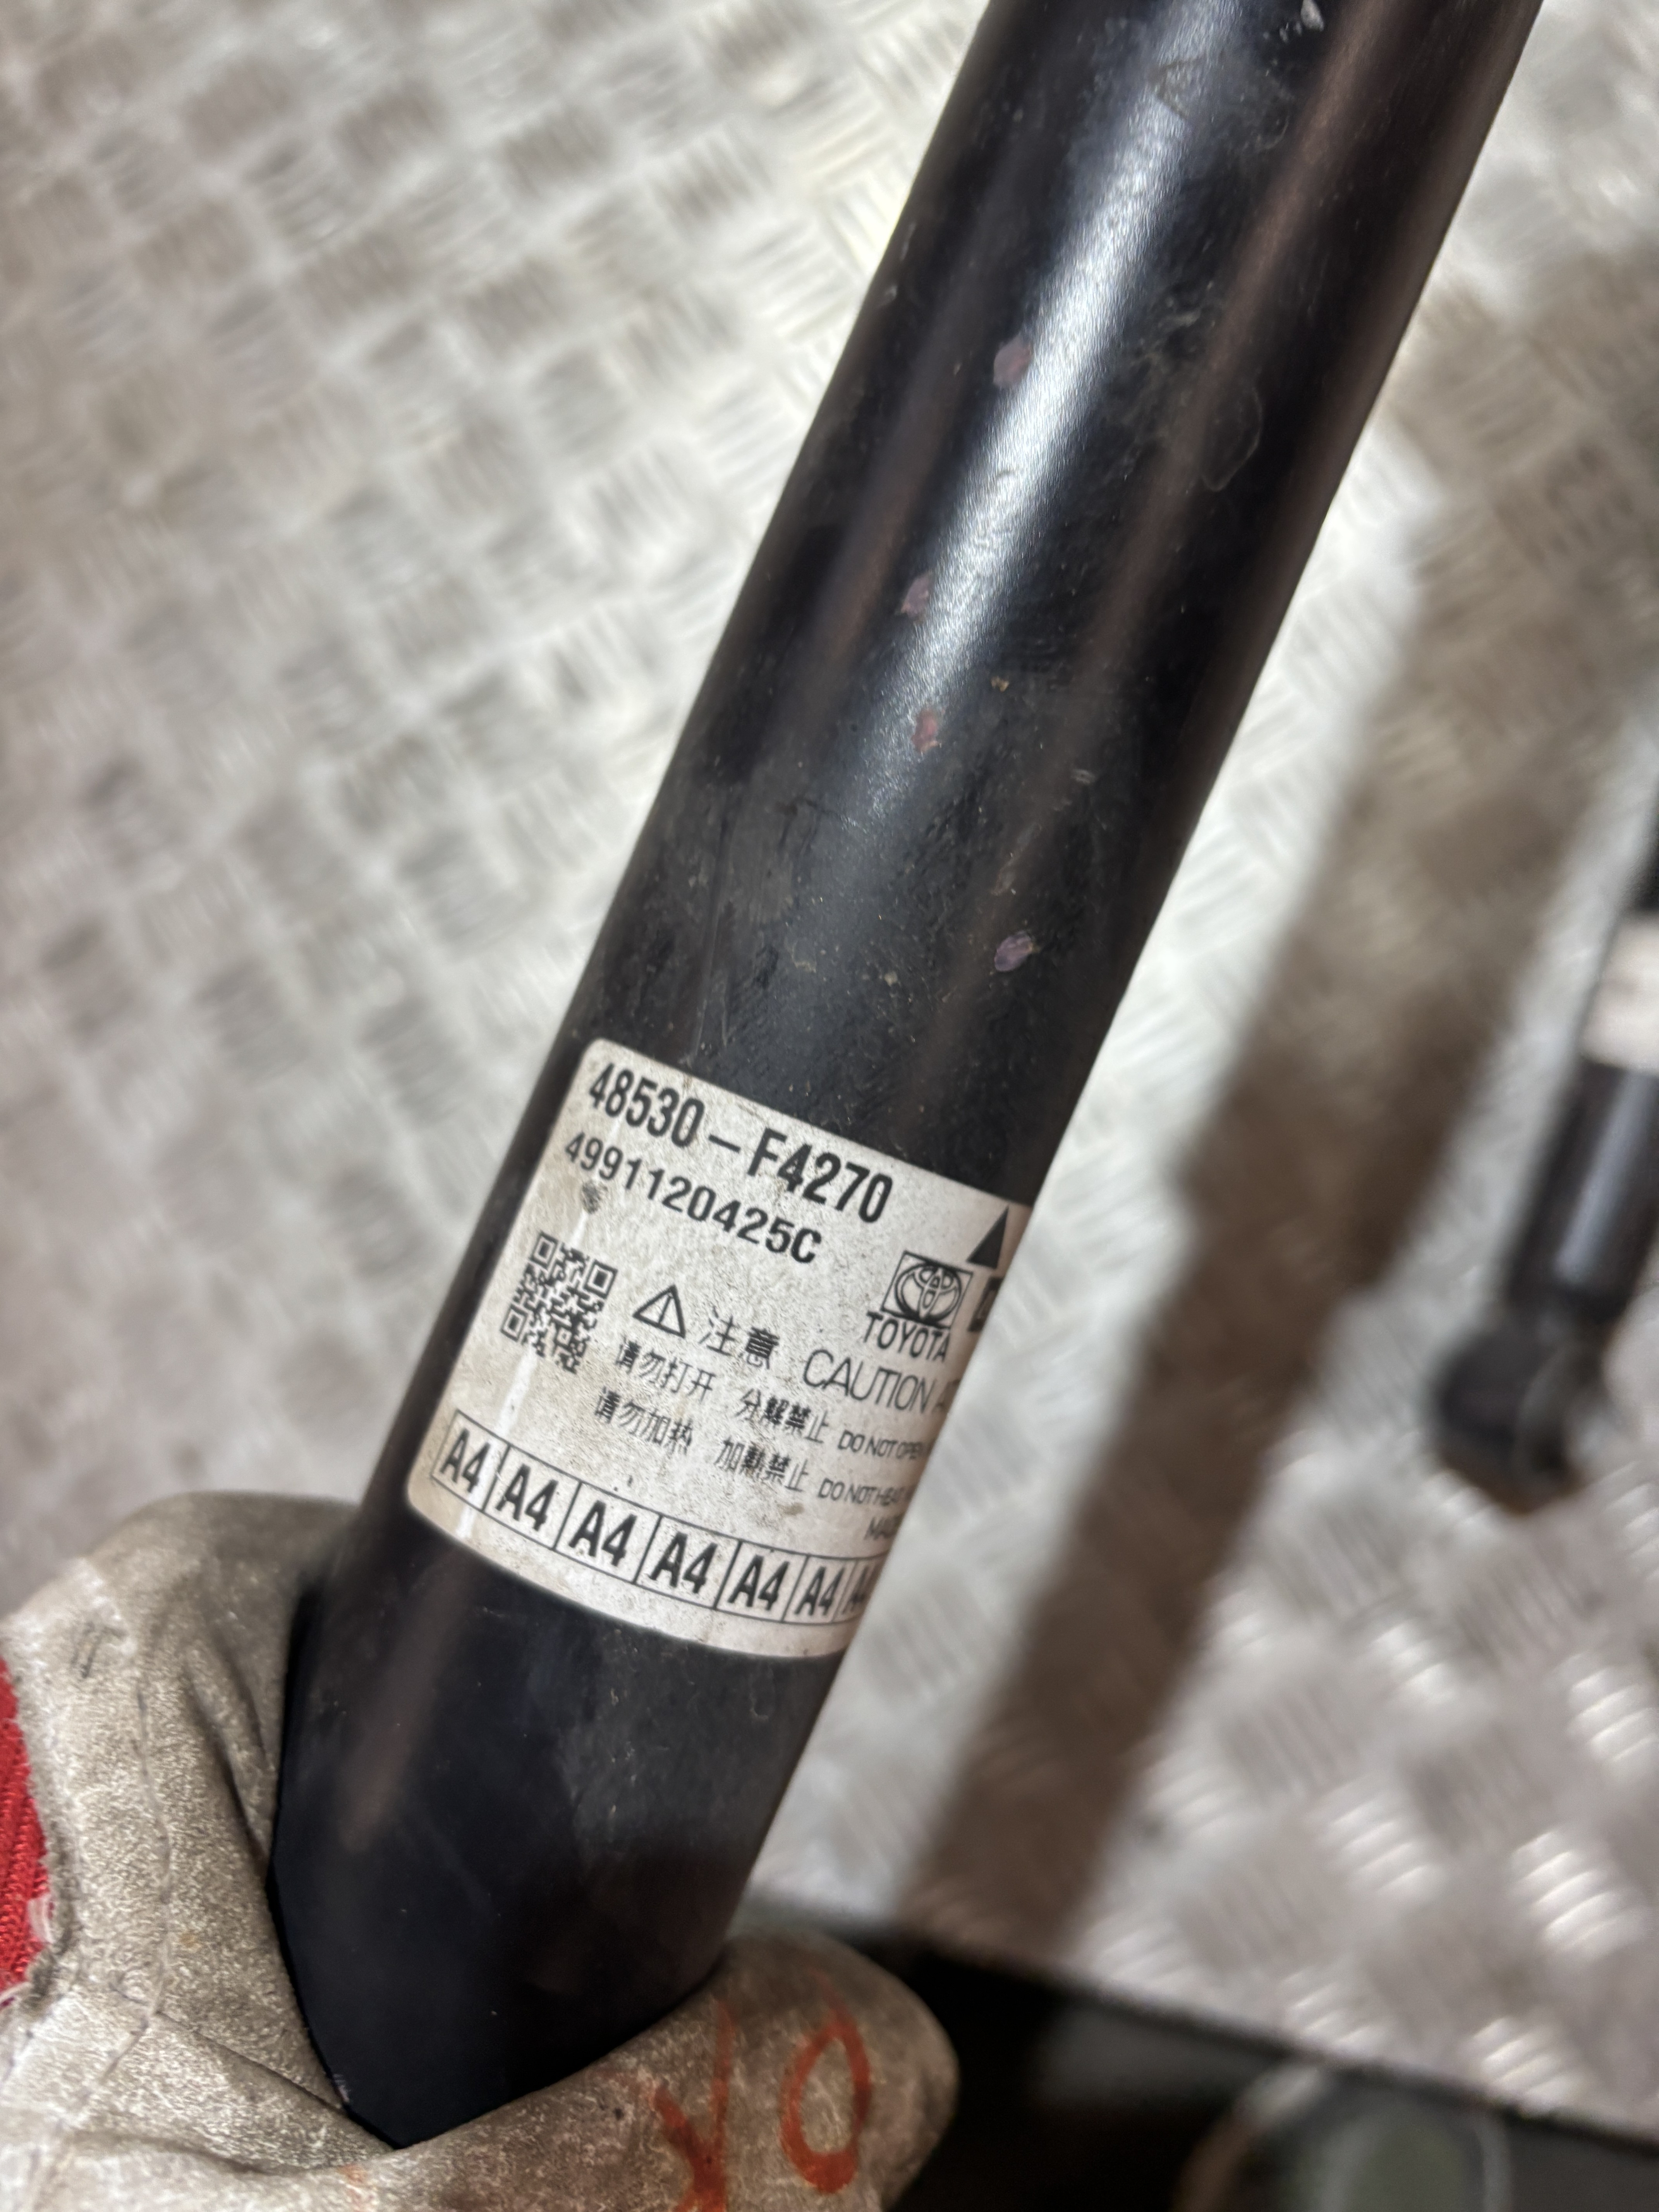 48530-F4270
4991120425C
TOYOTA
注意 CAUTION
请勿打开 分解禁止 DO NOT OPEN
请勿加热 加熱禁止 DO NOT HEAT
A4 A4 A4 A4 A4 A4
OK